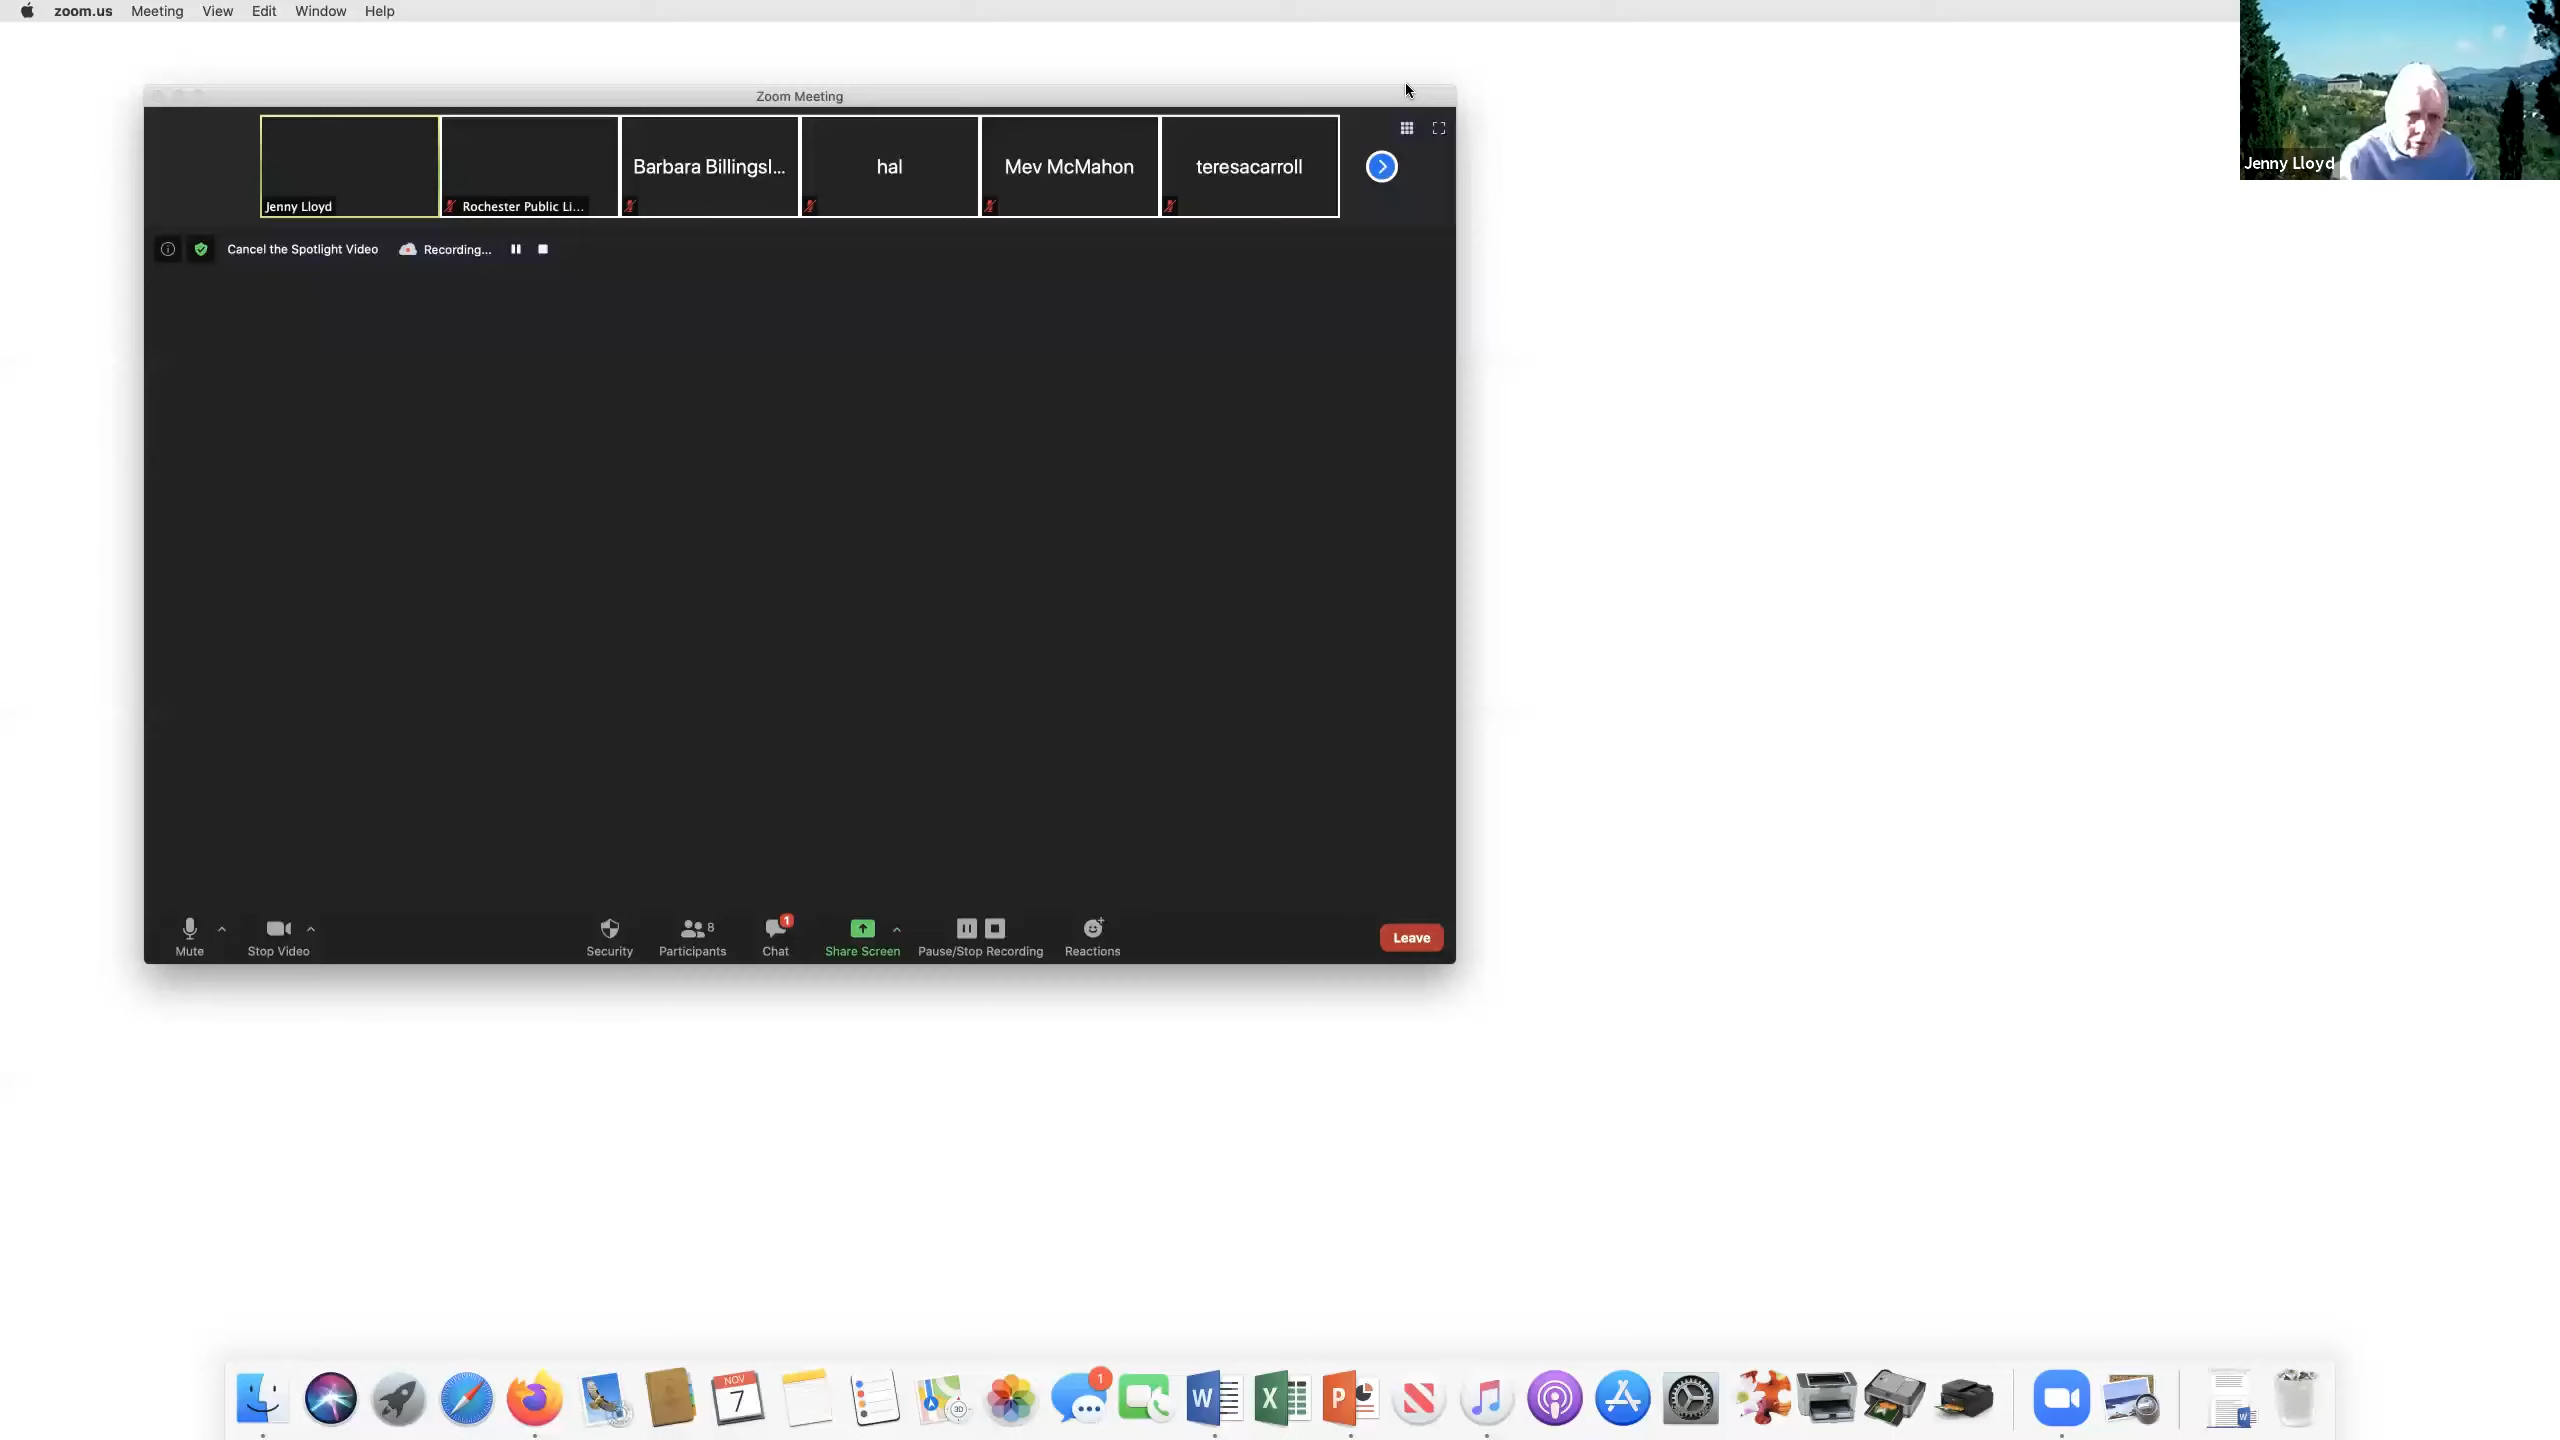 zoom.us Meeting View Edit Window Help
Zoom Meeting
Jenny Lloyd
Rochester Public Li...
Barbara Billingsl...
hal
Mev McMahon
teresacarroll
Jenny Lloyd
Cancel the Spotlight Video Recording...
Mute
Stop Video
Security
8
Participants
1
Chat
Share Screen
Pause/Stop Recording
Reactions
Leave
NOV
7
3D
1
W
X
P
W